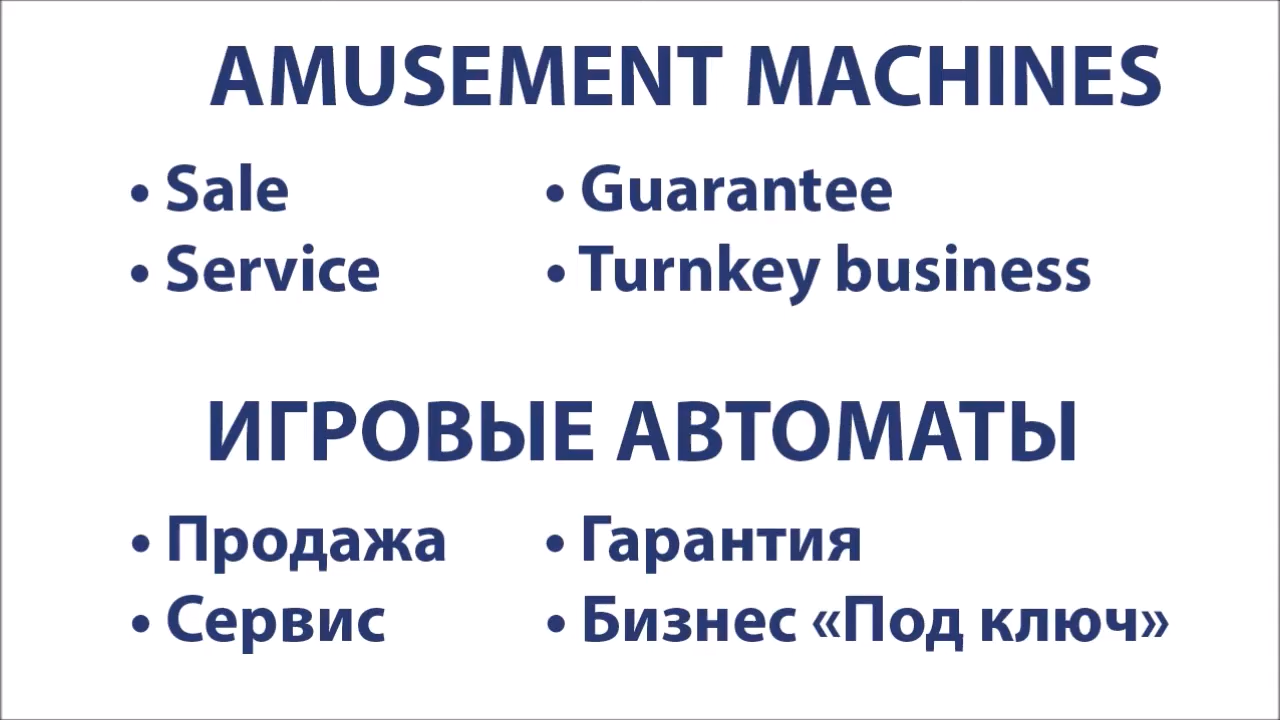 AMUSEMENT MACHINES
• Sale
• Service
• Guarantee
• Turnkey business
ИГРОВЫЕ АВТОМАТЫ
• Продажа
• Сервис
• Гарантия
• Бизнес «Под ключ»